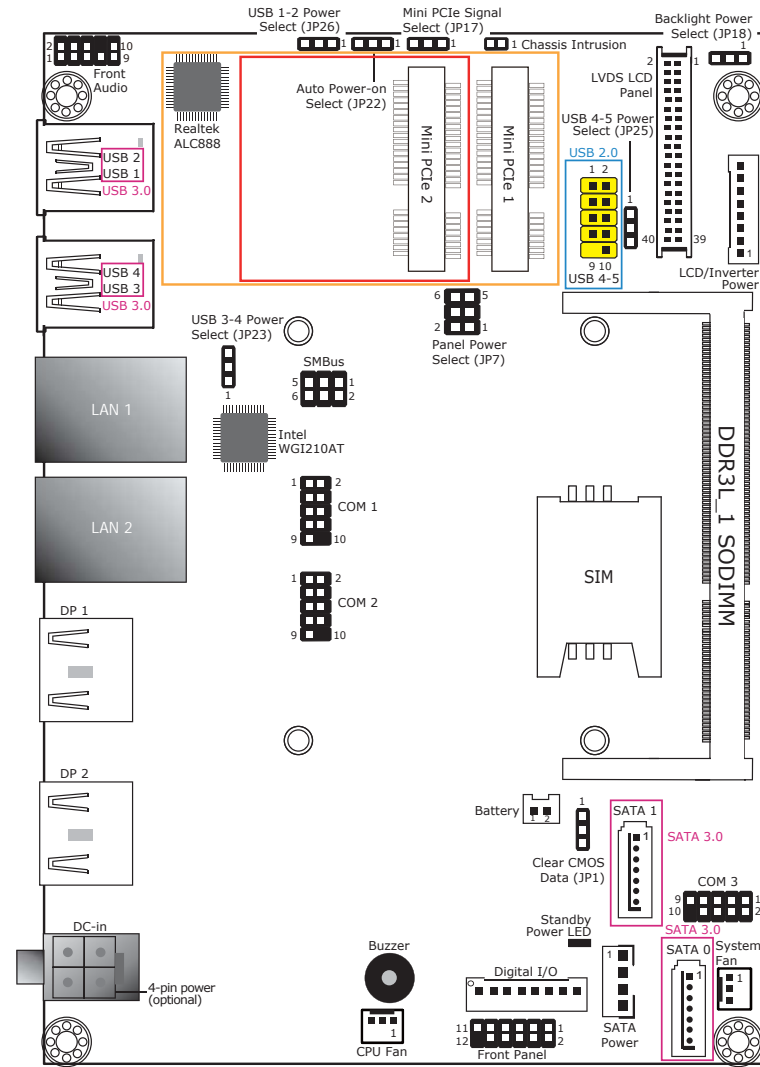 USB 1-2 Power
Select (JP26)
1
Mini PCIe Signal
Select (JP17)
1
1
1 Chassis Intrusion
Backlight Power
Select (JP18)
1
2
10
1
9
Front
Audio
Auto Power-on
Select (JP22)
Realtek
ALC888
Mini PCIe 2
Mini PCIe 1
2
1
LVDS LCD
Panel
USB 4-5 Power
Select (JP25)
1
USB 2.0
1 2
9 10
USB 4-5
40
39
1
LCD/Inverter
Power
USB 2
USB 1
USB 3.0
USB 4
USB 3
USB 3.0
6
5
2
1
Panel Power
Select (JP7)
USB 3-4 Power
Select (JP23)
1
SMBus
5
1
6
2
LAN 1
Intel
WGI210AT
DDR3L_1 SODIMM
1
2
COM 1
9
10
LAN 2
1
2
COM 2
9
10
SIM
DP 1
DP 2
Battery
1
2
1
Clear CMOS
Data (JP1)
SATA 1
1
SATA 3.0
COM 3
9
1
10
2
SATA 3.0
SATA 0
1
System
Fan
1
DC-in
4-pin power
(optional)
Buzzer
1
CPU Fan
Standby
Power LED
Digital I/O
11
1
12
2
Front Panel
1
SATA
Power